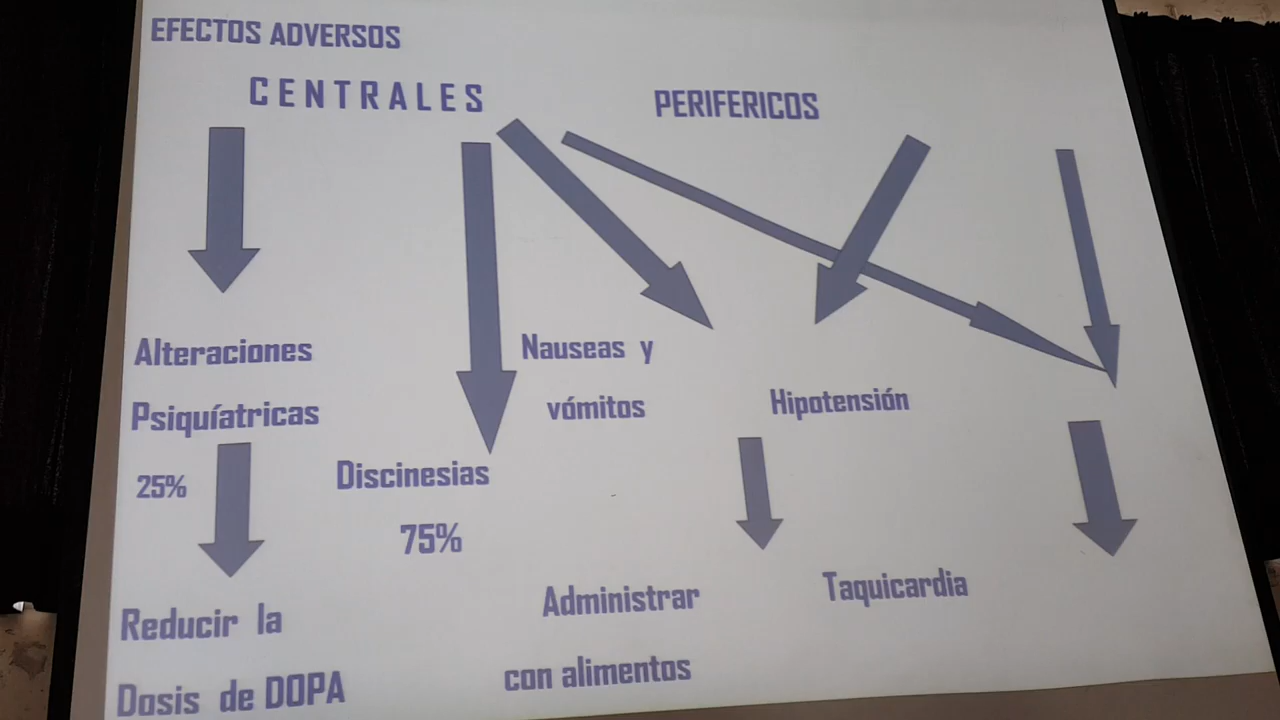 EFECTOS ADVERSOS
CENTRALES
PERIFERICOS
Alteraciones
Psiquíatricas
25%
Reducir la
Dosis de DOPA
Discinesias
75%
Nauseas y
vómitos
Administrar
con alimentos
Hipotensión
Taquicardia